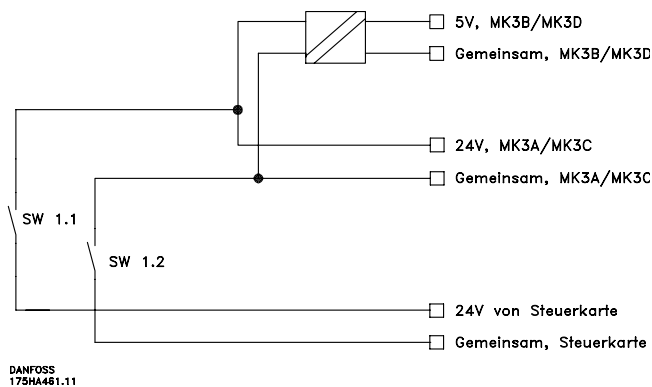 5V, MK3B/MK3D
Gemeinsam, MK3B/MK3D
24V, MK3A/MK3C
Gemeinsam, MK3A/MK3C
SW 1.1
SW 1.2
24V von Steuerkarte
Gemeinsam, Steuerkarte
DANFOSS
175HA461.11